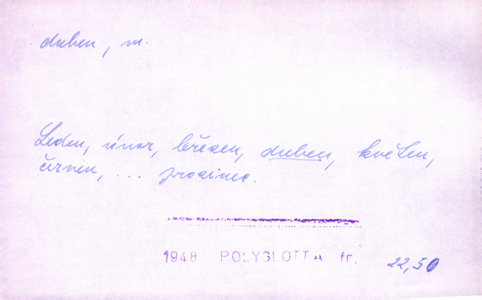 duben, m.
Leden, únor, březen, duben, květen,
červen, ... prosinec.
1948 POLYGLOTTA fr. 22,50